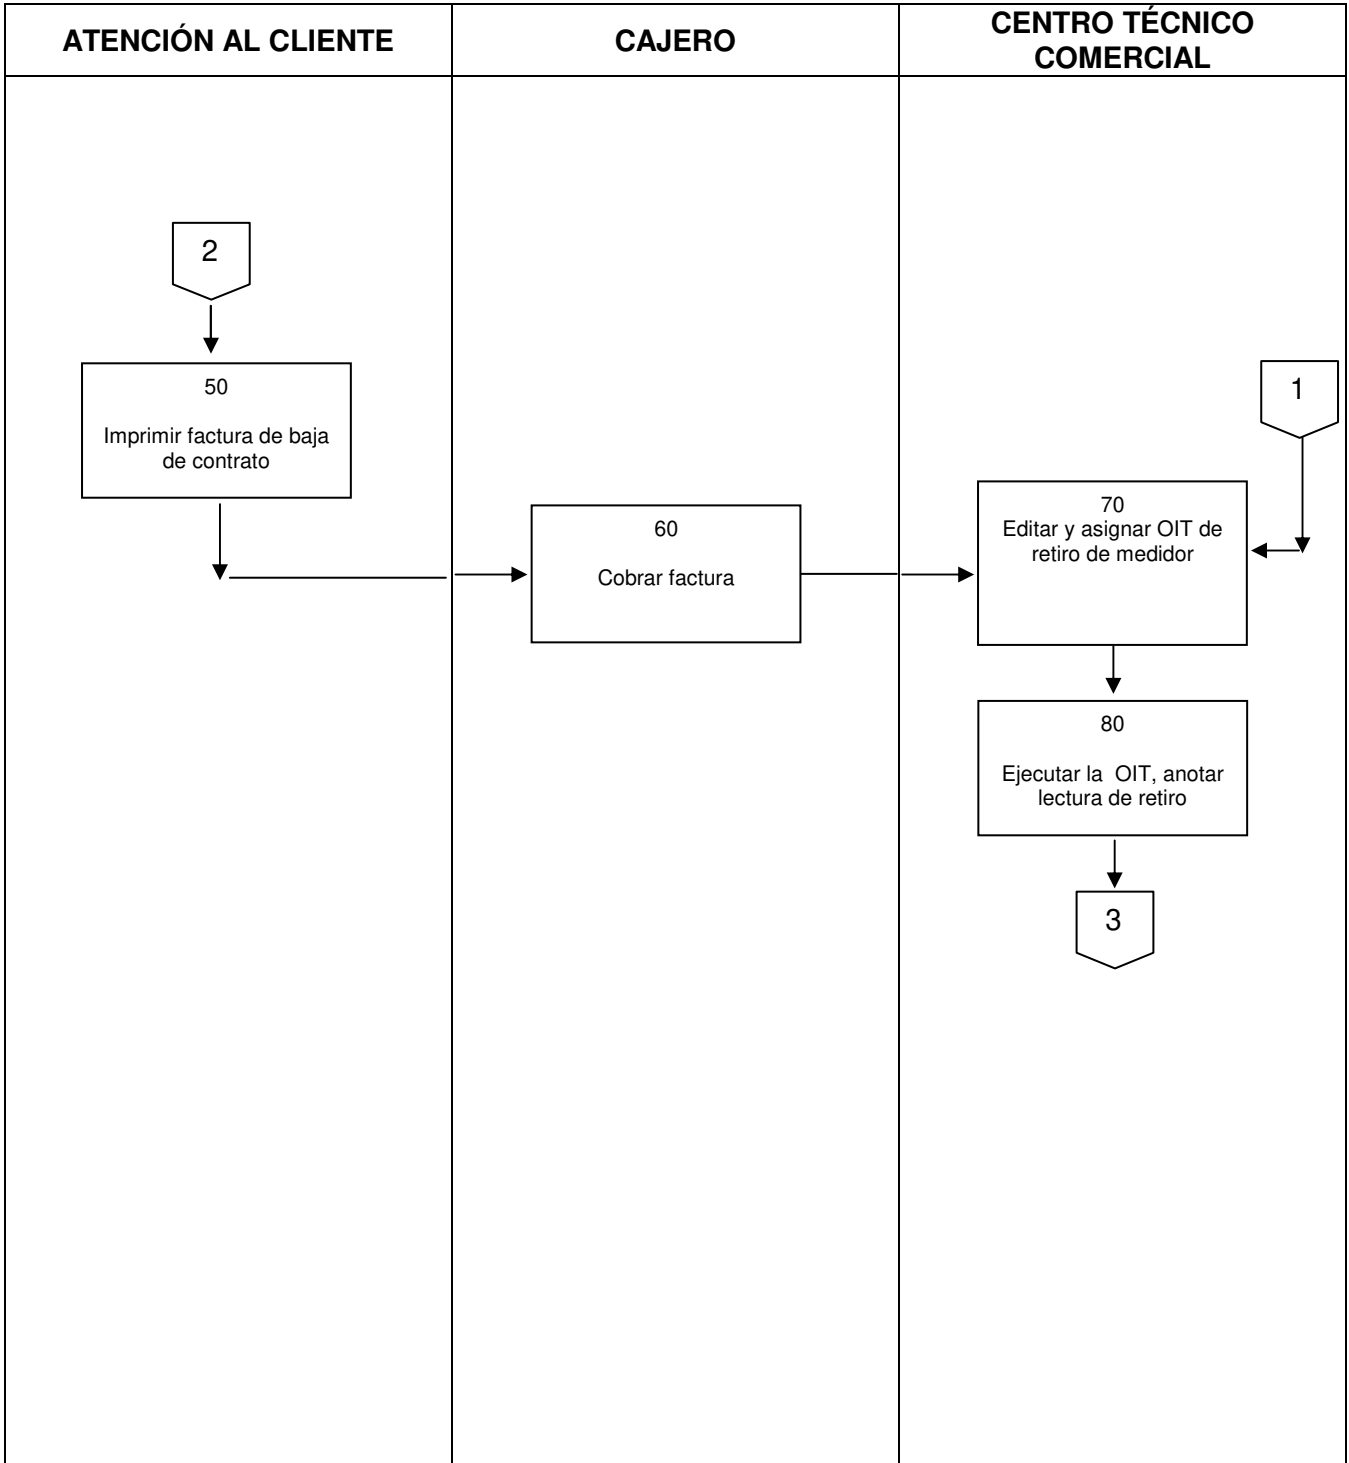 ATENCIÓN AL CLIENTE
CAJERO
CENTRO TÉCNICO
COMERCIAL
2
50
Imprimir factura de baja
de contrato
60
Cobrar factura
1
70
Editar y asignar OIT de
retiro de medidor
80
Ejecutar la  OIT, anotar
lectura de retiro
3